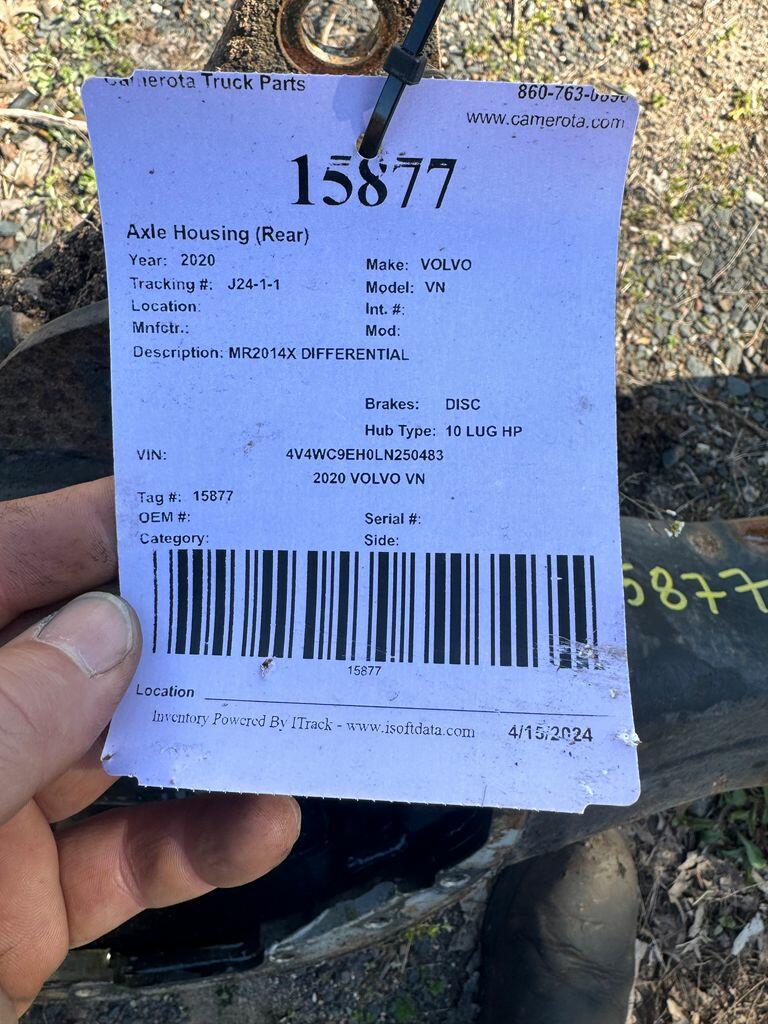 Camerota Truck Parts
860-763-0896
www.camerota.com
15877
Axle Housing (Rear)
Year: 2020 Make: VOLVO
Tracking #: J24-1-1 Model: VN
Location: Int. #:
Mnfctr.: Mod:
Description: MR2014X DIFFERENTIAL
Brakes: DISC
Hub Type: 10 LUG HP
VIN: 4V4WC9EH0LN250483
2020 VOLVO VN
Tag #: 15877
OEM #: Serial #:
Category: Side:
15877
Location
Inventory Powered By ITrack - www.isoftdata.com 4/15/2024
5877